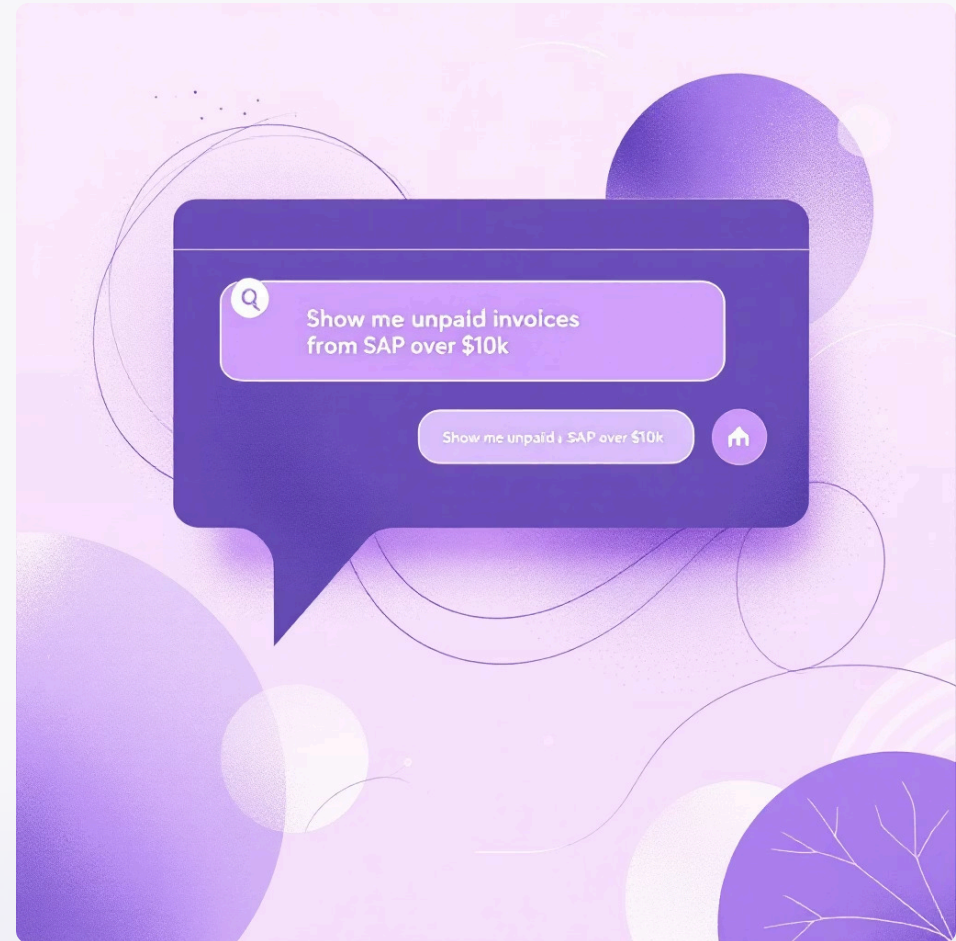 Show me unpaid invoices
from SAP over $10k
Show me unpaid SAP over $10k